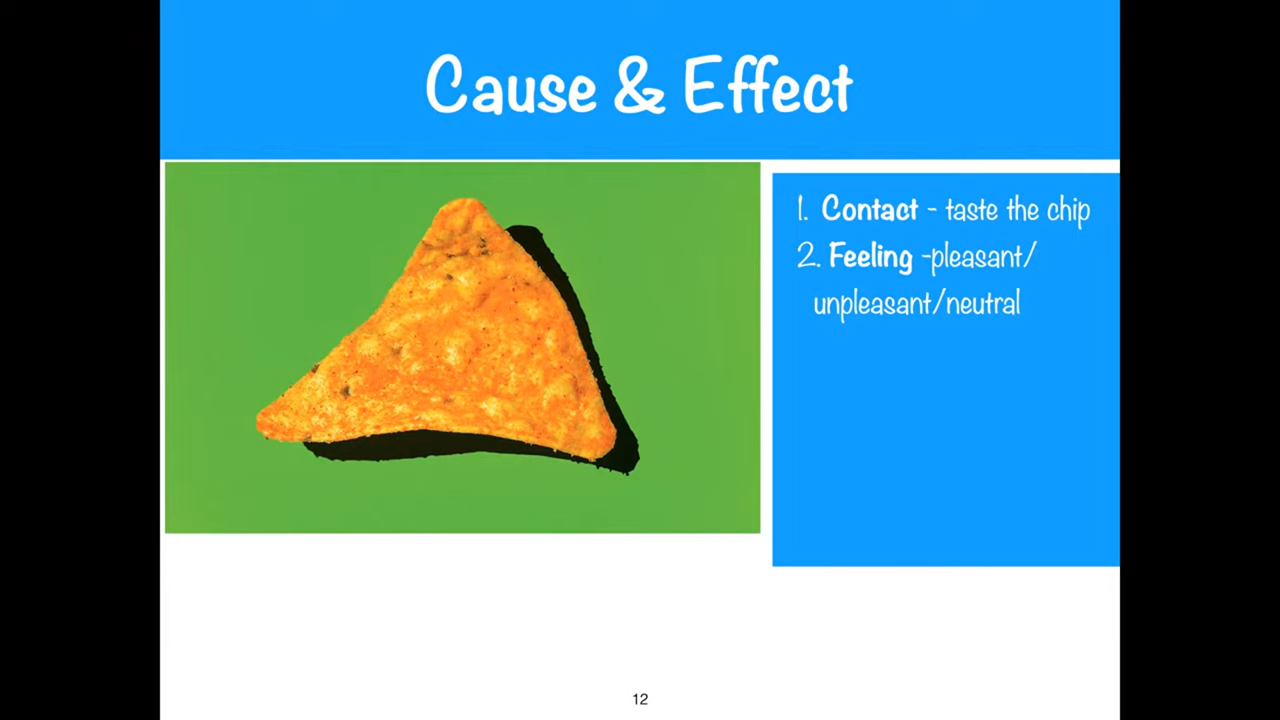 Cause & Effect
1. Contact - taste the chip
2. Feeling -pleasant/
unpleasant/neutral
12